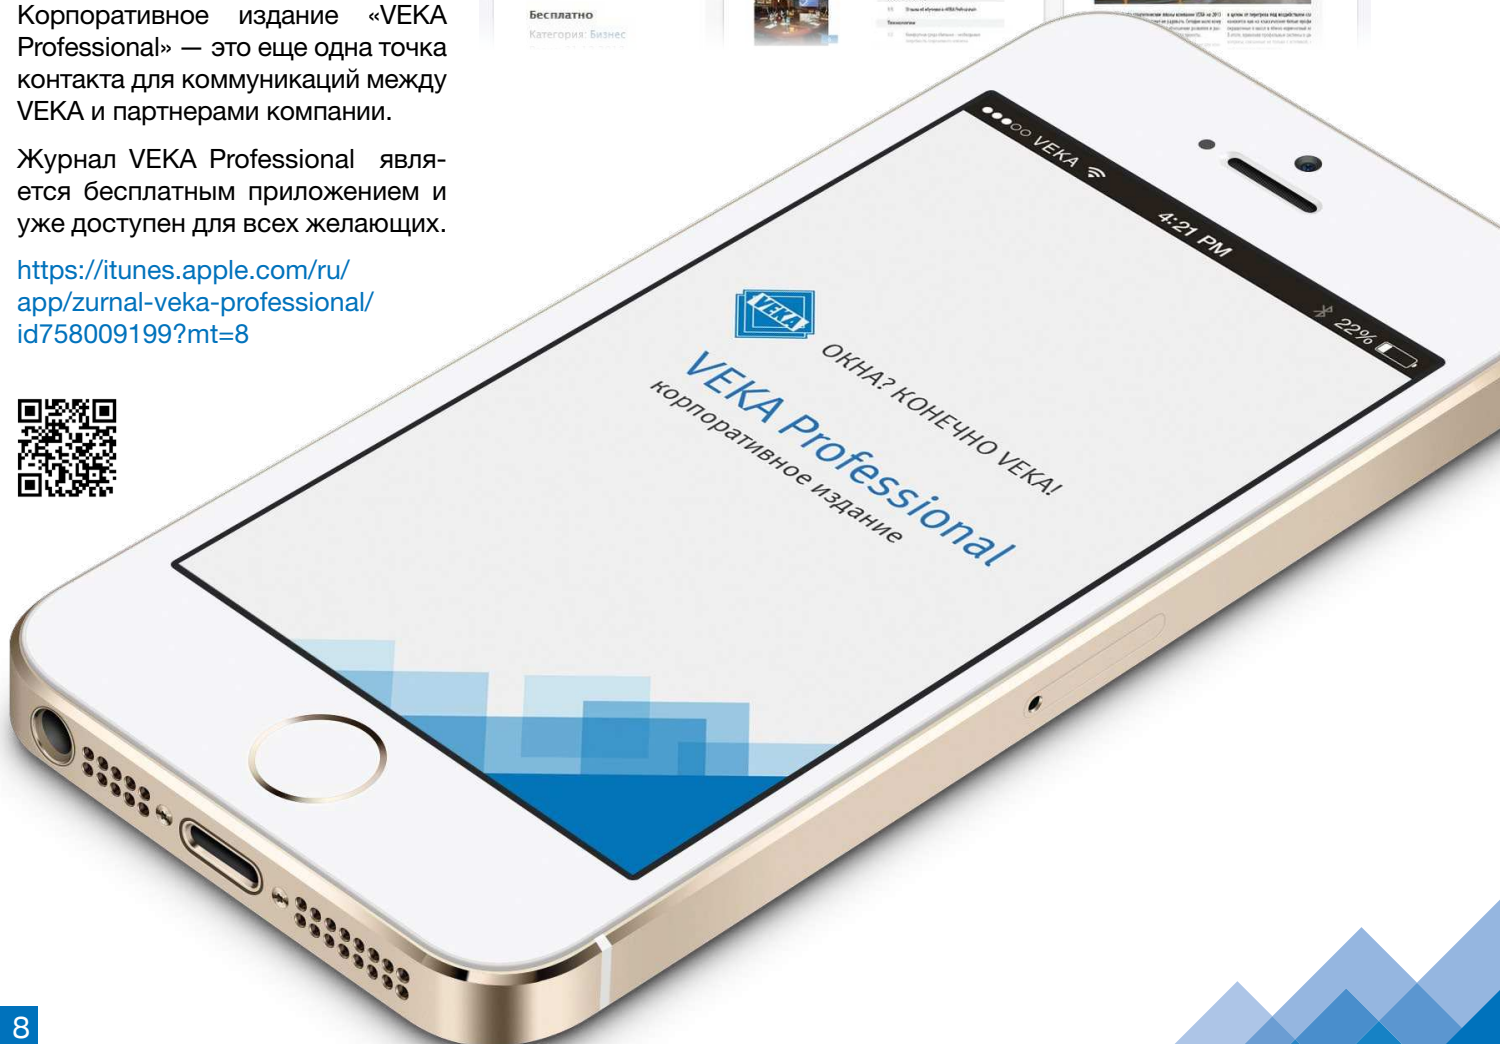 Корпоративное издание «VEKA
Professional» — это еще одна точка
контакта для коммуникаций между
VEKA и партнерами компании.
Журнал VEKA Professional явля-
ется бесплатным приложением и
уже доступен для всех желающих.
https://itunes.apple.com/ru/
app/zurnal-veka-professional/
id758009199?mt=8
Бесплатно
Категория: Бизнес
VEKA
4:21 PM
22%
VEKA
ОКНА? КОНЕЧНО VEKA!
VEKA Professional
корпоративное издание
8